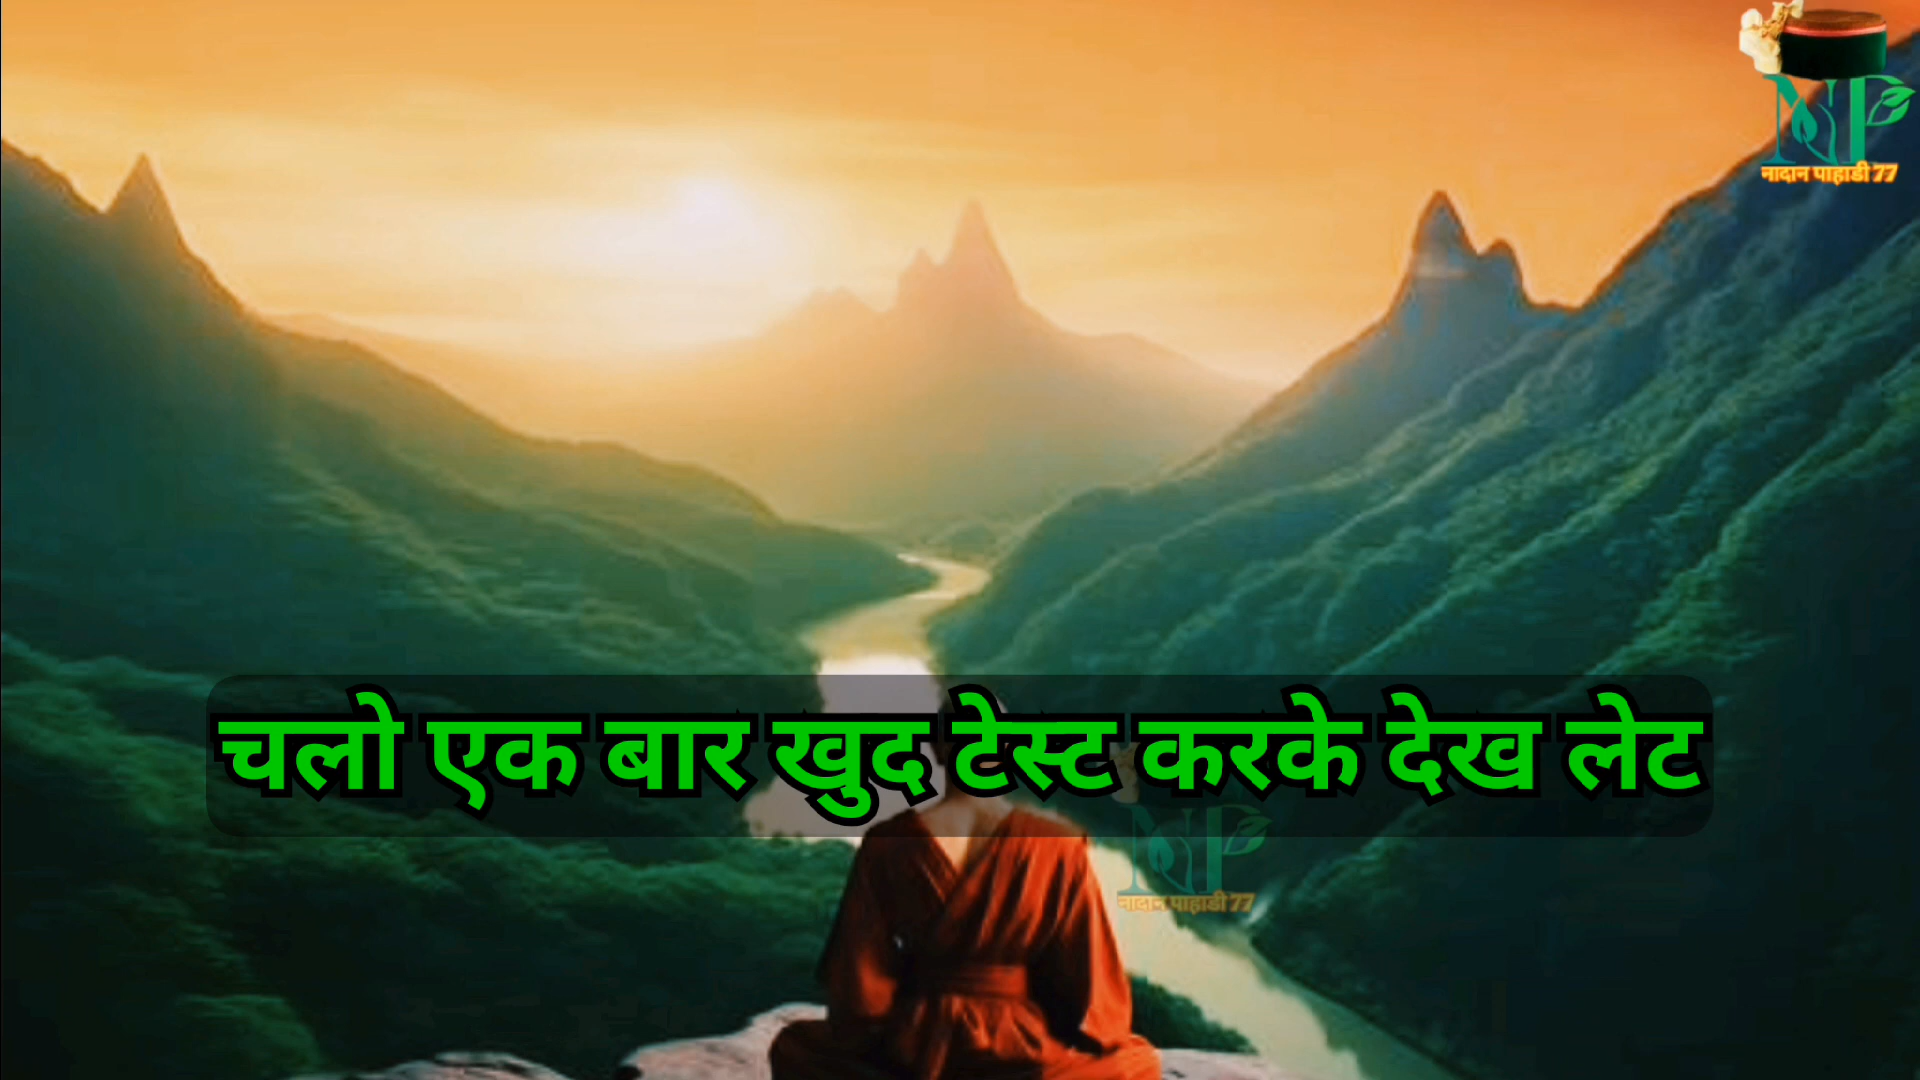 नादान पाहाडी 77
चलो एक बार खुद टेस्ट करके देख लेट
नादान पाहाडी 77